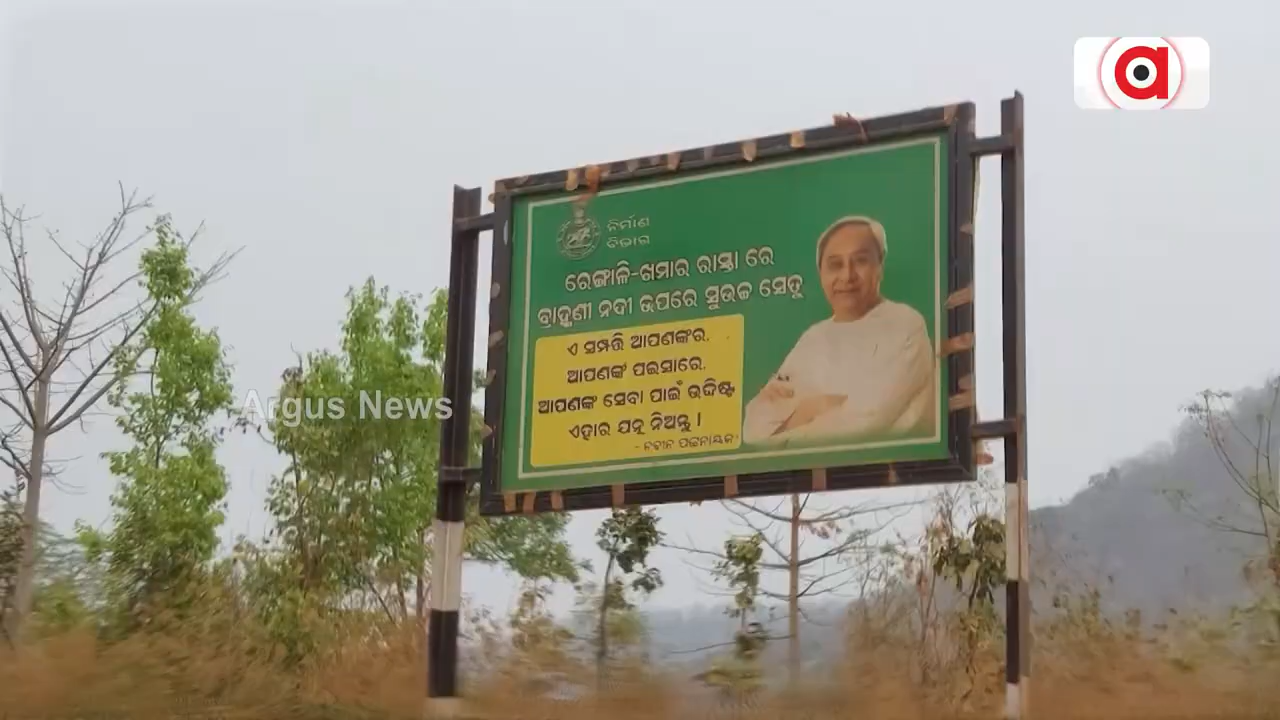 ନିର୍ମାଣ
ବିଭାଗ
ରେଙ୍ଗାଳି-ଖମାର ରାସ୍ତା ରେ
ବ୍ରାହ୍ମଣୀ ନଦୀ ଉପରେ ସୁଉଚ୍ଚ ସେତୁ
ଏ ସମ୍ପତ୍ତି ଆପଣଙ୍କର,
ଆପଣଙ୍କ ପଇସାରେ,
ଆପଣଙ୍କ ସେବା ପାଇଁ ଉଦ୍ଦିଷ୍ଟ
ଏହାର ଯତ୍ନ ନିଅନ୍ତୁ !
- ନବୀନ ପଟ୍ଟନାୟକ
Argus News